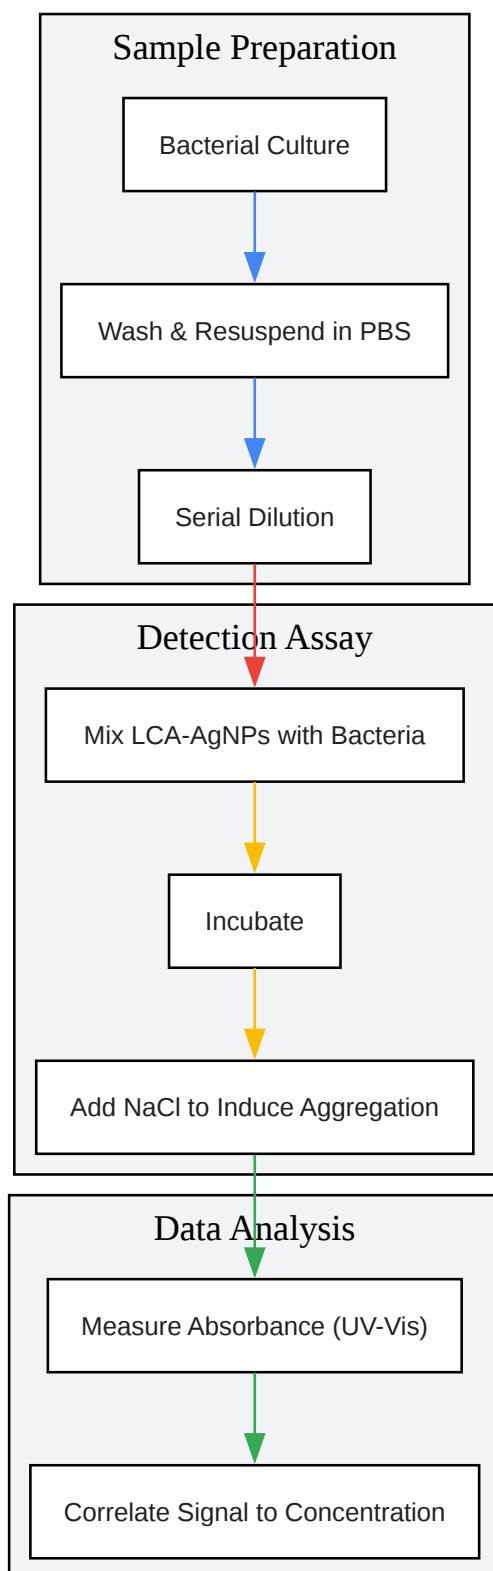 Sample Preparation
Bacterial Culture
Wash & Resuspend in PBS
Serial Dilution
Detection Assay
Mix LCA-AgNPs with Bacteria
Incubate
Add NaCl to Induce Aggregation
Data Analysis
Measure Absorbance (UV-Vis)
Correlate Signal to Concentration